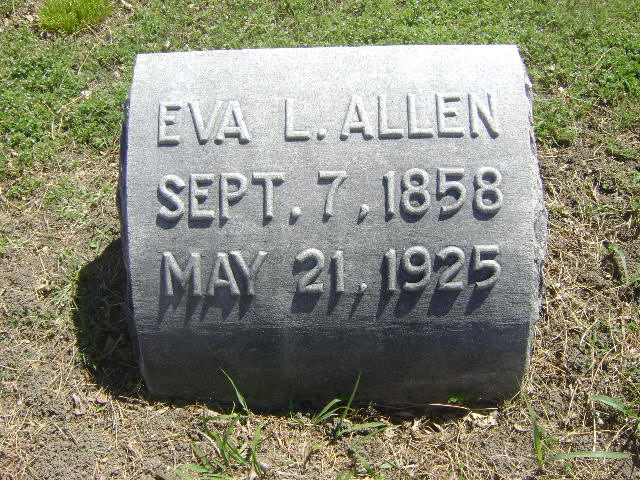 EVA L. ALLEN
SEPT. 7, 1858
MAY 21, 1925